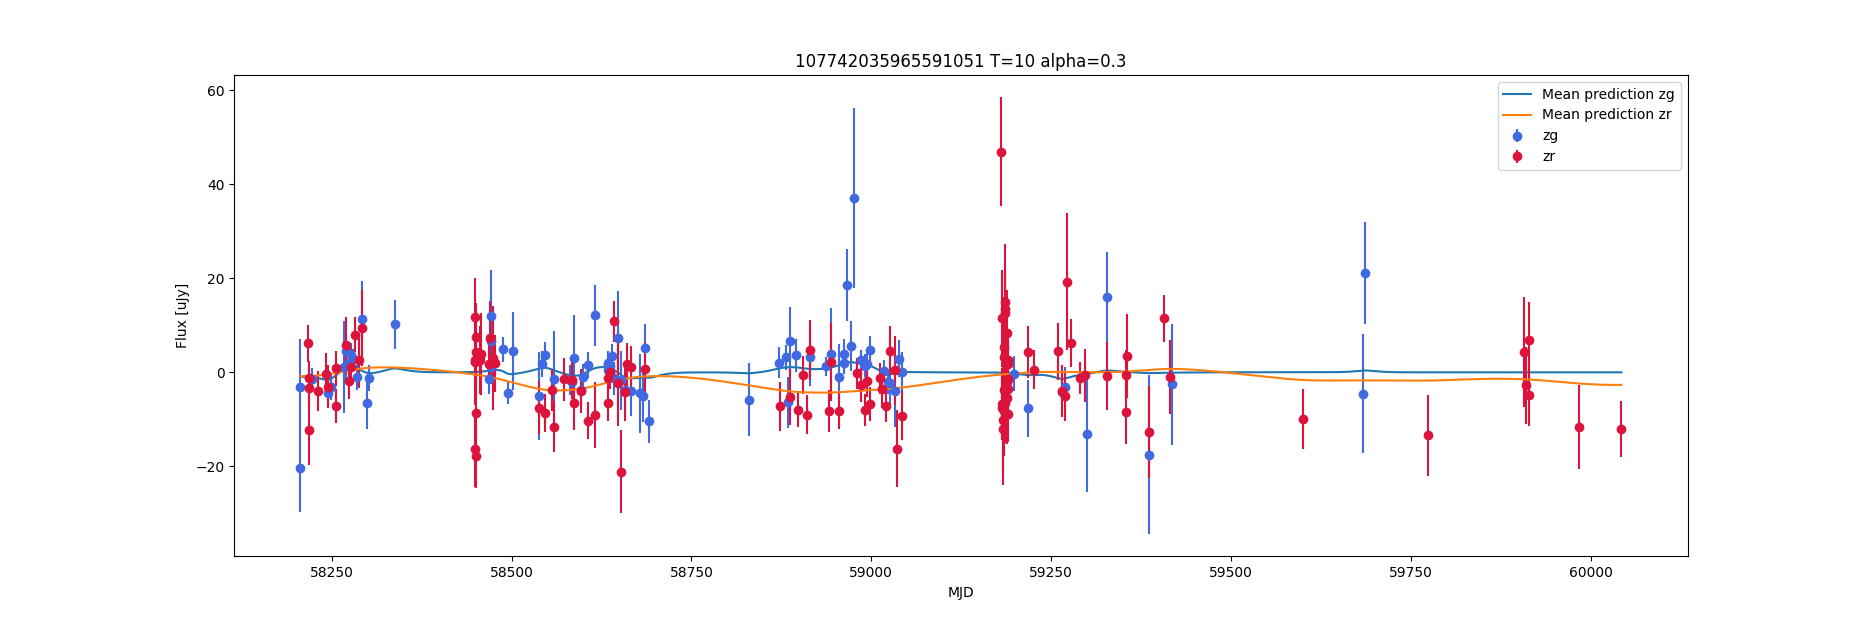 107742035965591051 T=10 alpha=0.3
Mean prediction zg
Mean prediction zr
zg
zr
60
40
20
0
−20
Flux [uJy]
58250 58500 58750 59000 59250 59500 59750 60000
MJD